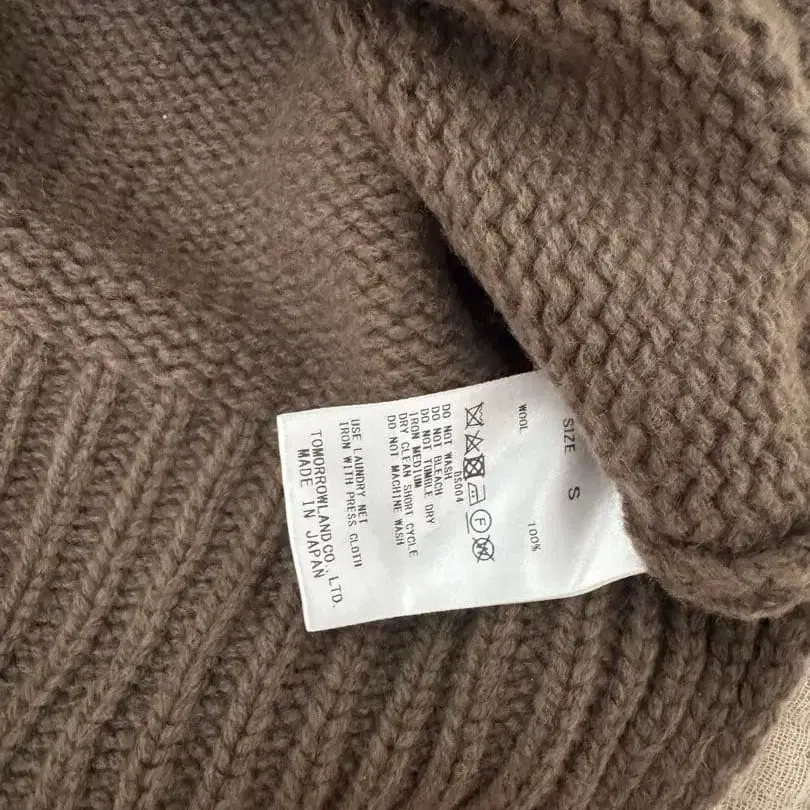 SIZE S
WOOL 100%
DS004
DO NOT WASH
DO NOT BLEACH
DO NOT TUMBLE DRY
IRON MEDIUM
DRY CLEAN SHORT CYCLE
DO NOT MACHINE WASH
USE LAUNDRY NET
IRON WITH PRESS CLOTH
TOMORROWLAND CO., LTD.
MADE IN JAPAN